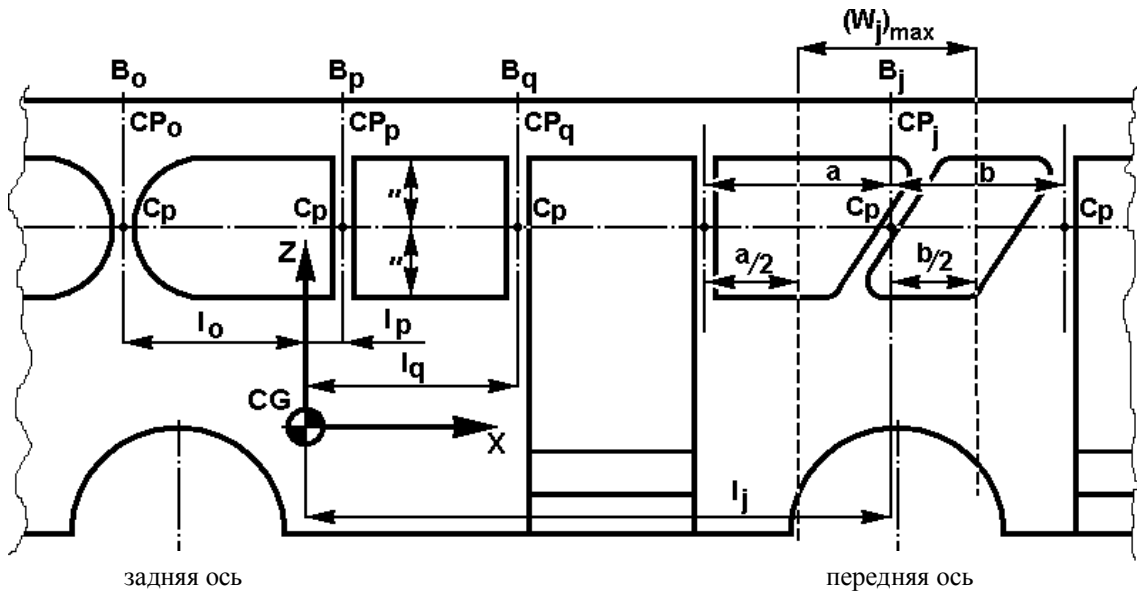 (Wj)max
Bo Bp Bq Bj
CPo CPp CPq CPj
a b
Cp Cp Cp Cp Cp
" "
Z a/2 b/2
lo lp
lq
CG
X
lj
задняя ось передняя ось